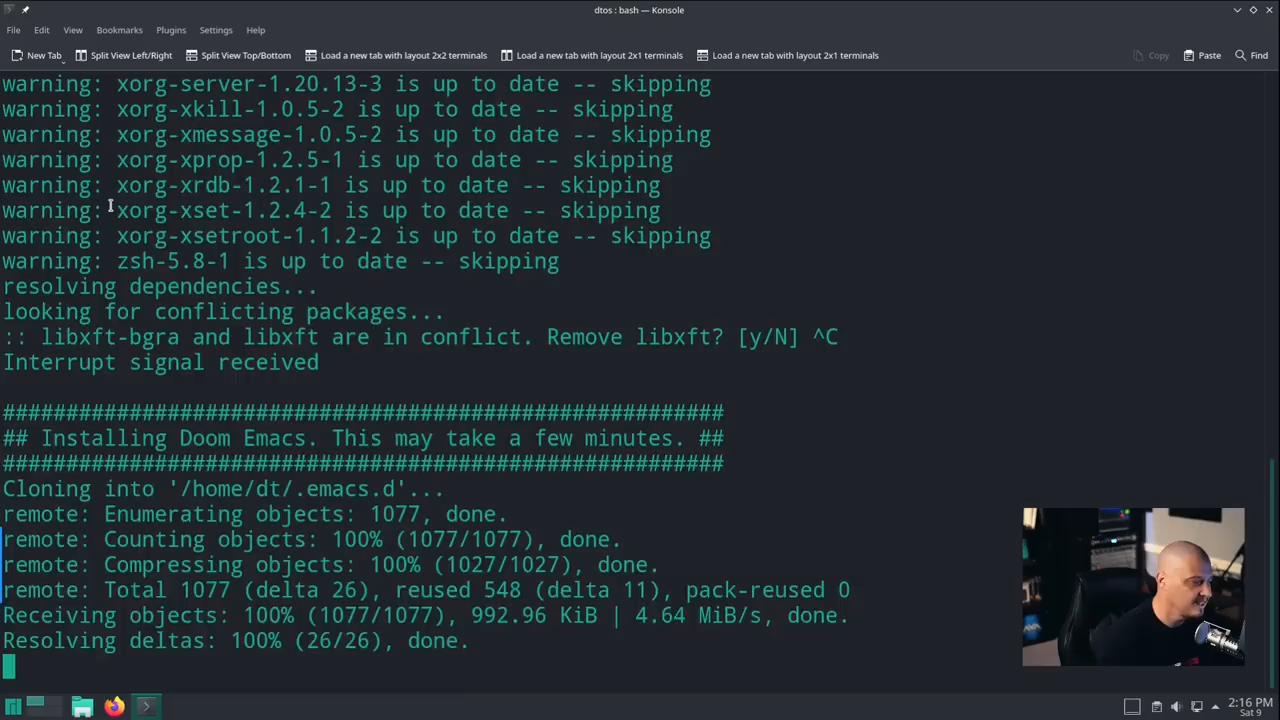 dtos : bash — Konsole
File Edit View Bookmarks Plugins Settings Help
New Tab Split View Left/Right Split View Top/Bottom Load a new tab with layout 2x2 terminals Load a new tab with layout 2x1 terminals Load a new tab with layout 2x1 terminals Copy Paste Find
warning: xorg-server-1.20.13-3 is up to date -- skipping
warning: xorg-xkill-1.0.5-2 is up to date -- skipping
warning: xorg-xmessage-1.0.5-2 is up to date -- skipping
warning: xorg-xprop-1.2.5-1 is up to date -- skipping
warning: xorg-xrdb-1.2.1-1 is up to date -- skipping
warning: xorg-xset-1.2.4-2 is up to date -- skipping
warning: xorg-xsetroot-1.1.2-2 is up to date -- skipping
warning: zsh-5.8-1 is up to date -- skipping
resolving dependencies...
looking for conflicting packages...
:: libxft-bgra and libxft are in conflict. Remove libxft? [y/N] ^C
Interrupt signal received
#########################################################
## Installing Doom Emacs. This may take a few minutes. ##
#########################################################
Cloning into '/home/dt/.emacs.d'...
remote: Enumerating objects: 1077, done.
remote: Counting objects: 100% (1077/1077), done.
remote: Compressing objects: 100% (1027/1027), done.
remote: Total 1077 (delta 26), reused 548 (delta 11), pack-reused 0
Receiving objects: 100% (1077/1077), 992.96 KiB | 4.64 MiB/s, done.
Resolving deltas: 100% (26/26), done.
2:16 PM
Sat 9